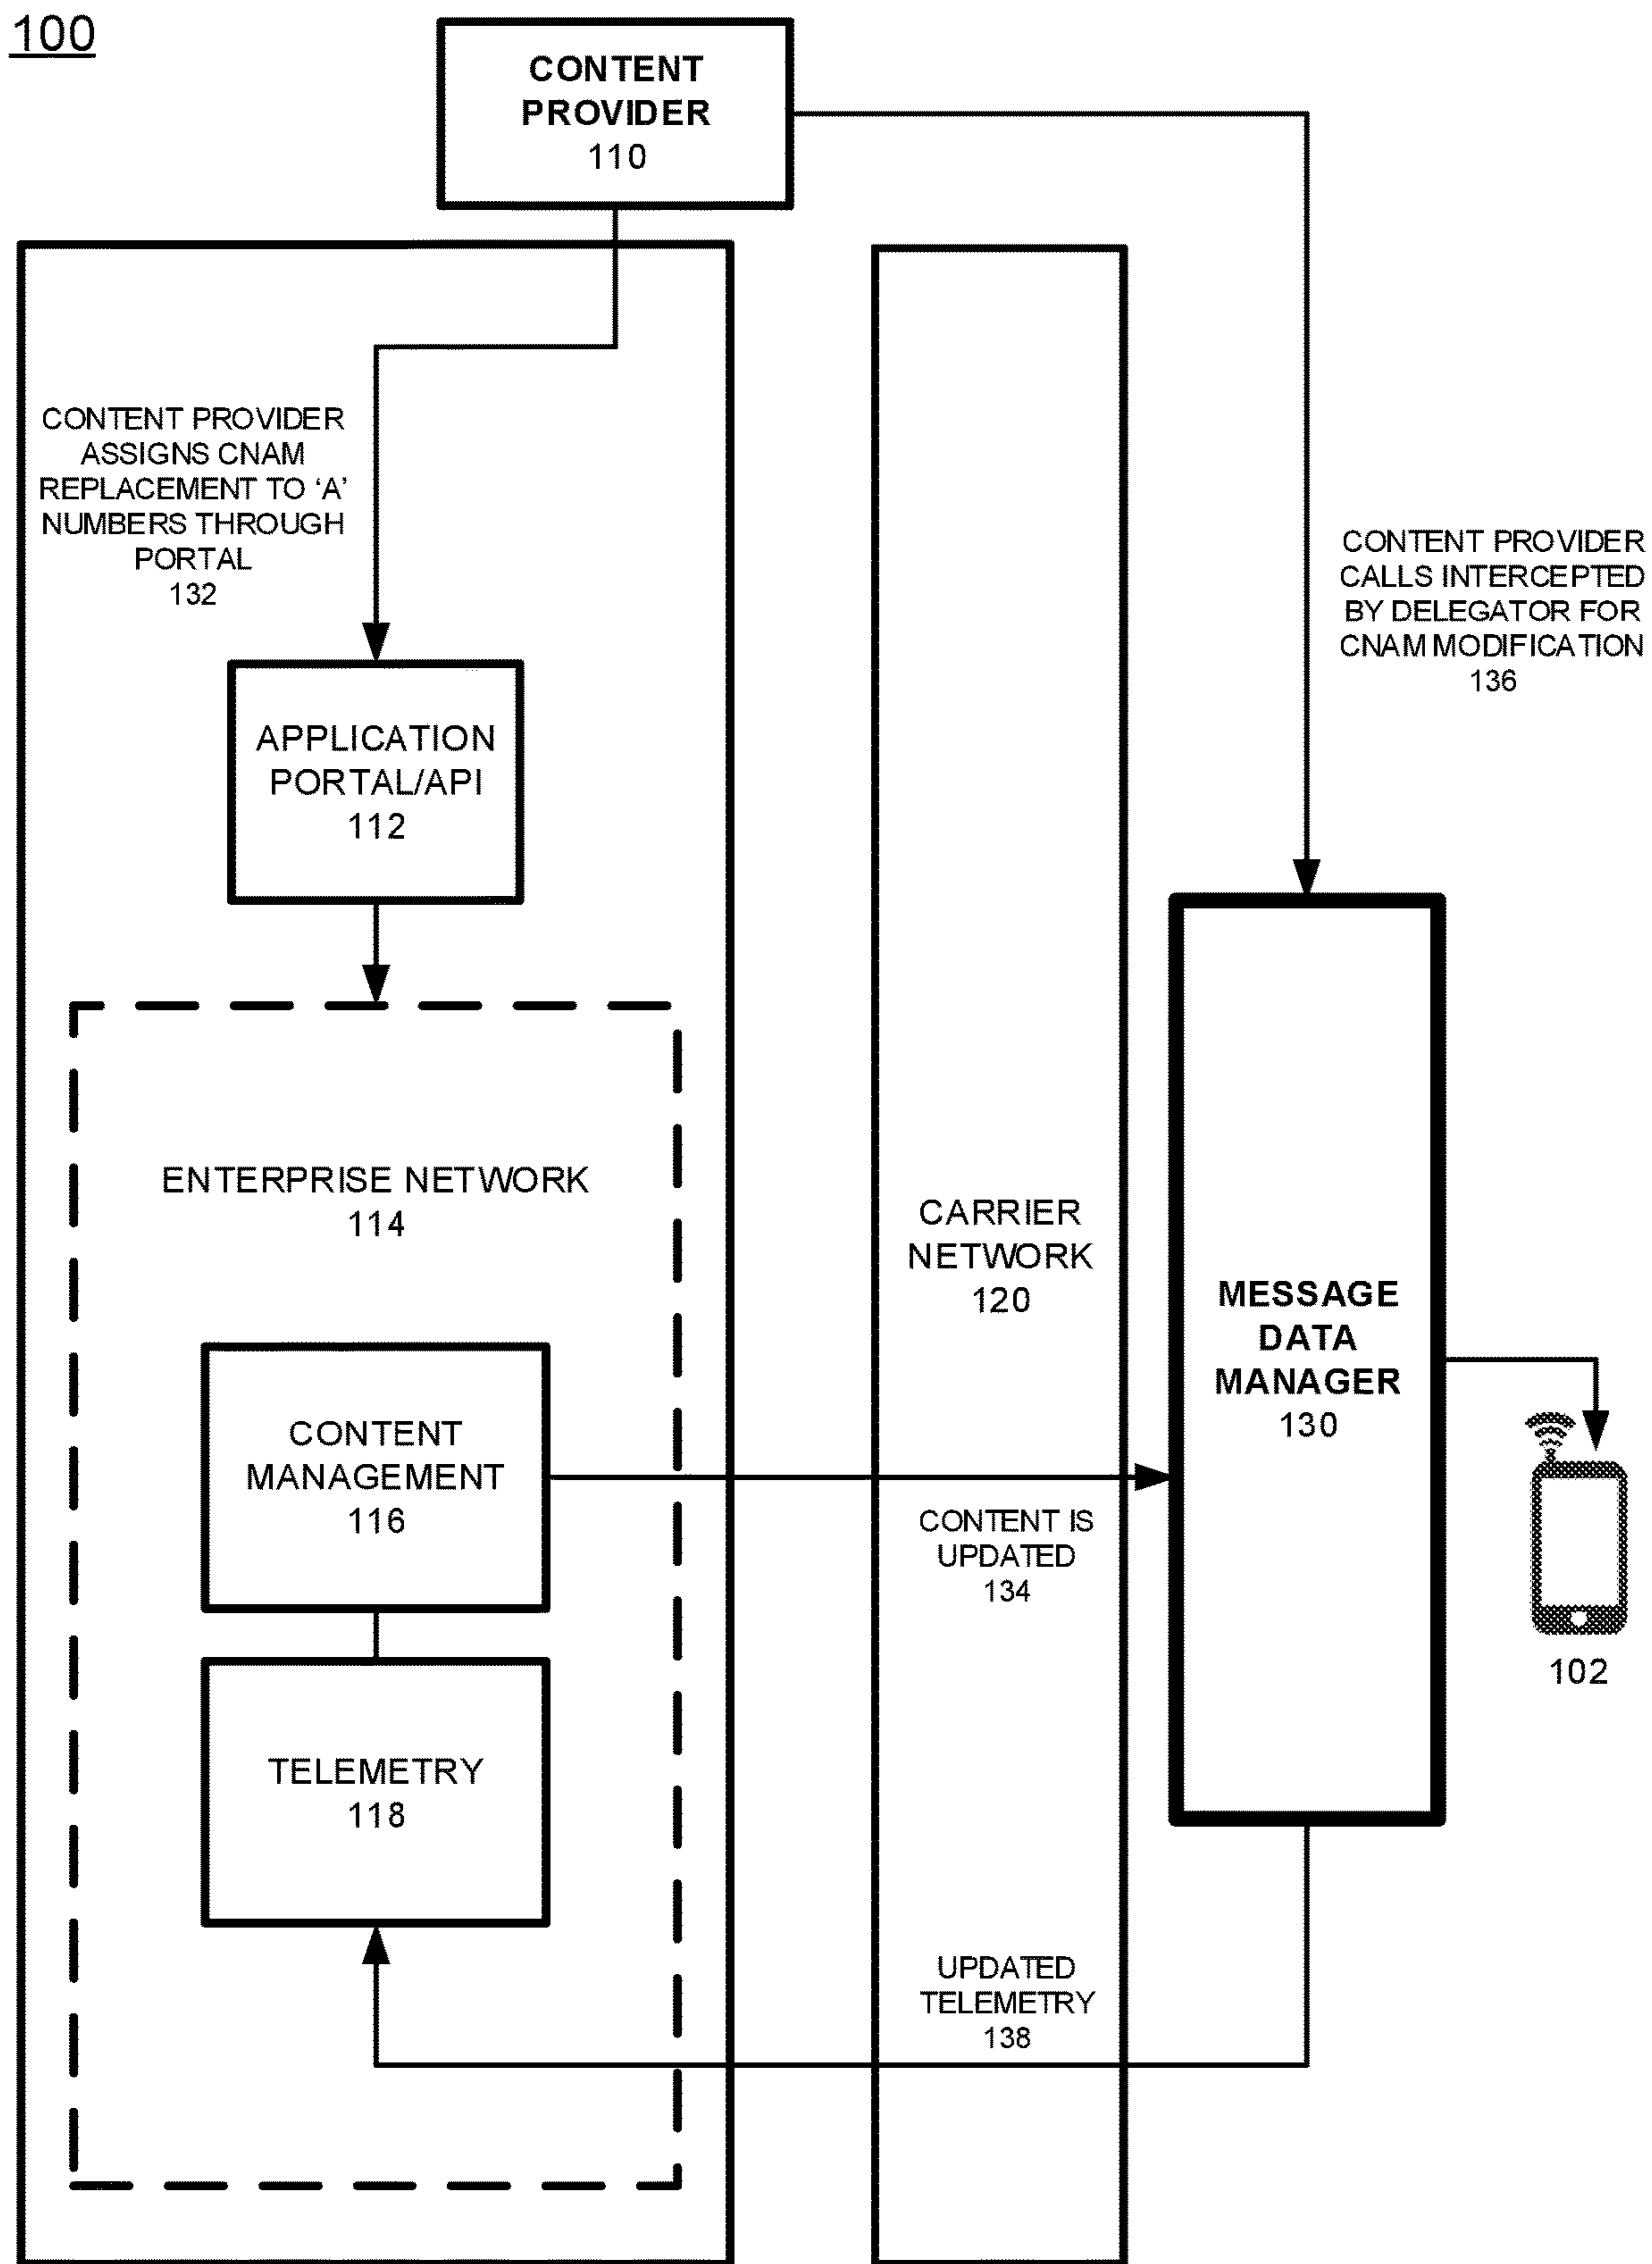 100
CONTENT
PROVIDER
110
CONTENT PROVIDER
ASSIGNS CNAM
REPLACEMENT TO ‘A’
NUMBERS THROUGH
PORTAL
132
CONTENT PROVIDER
CALLS INTERCEPTED
BY DELEGATOR FOR
CNAM MODIFICATION
136
APPLICATION
PORTAL/API
112
ENTERPRISE NETWORK
114
CARRIER
NETWORK
120
MESSAGE
DATA
MANAGER
130
CONTENT
MANAGEMENT
116
CONTENT IS
UPDATED
134
102
TELEMETRY
118
UPDATED
TELEMETRY
138